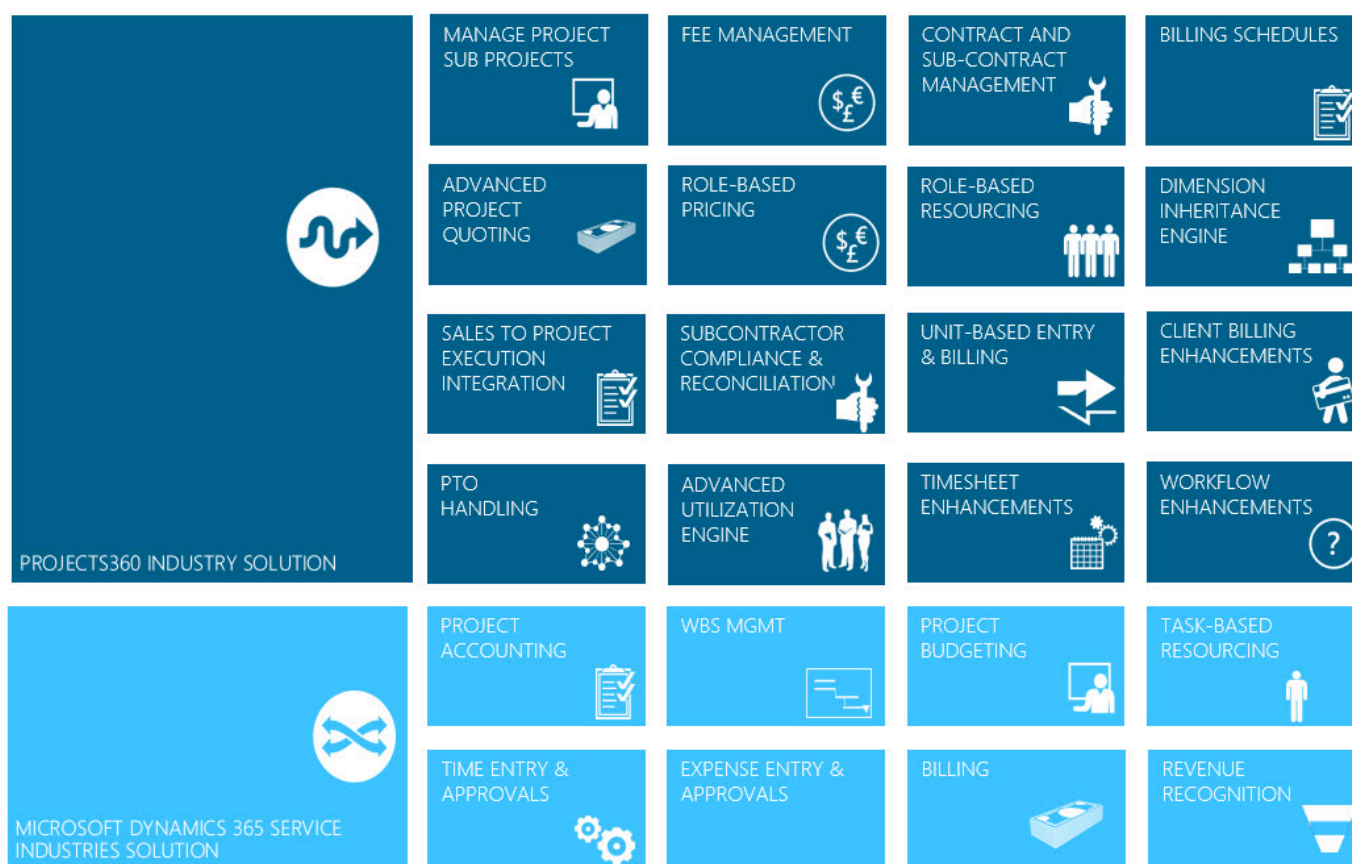 MANAGE PROJECT
SUB PROJECTS
FEE MANAGEMENT
$ € £
CONTRACT AND
SUB-CONTRACT
MANAGEMENT
BILLING SCHEDULES
ADVANCED
PROJECT
QUOTING
ROLE-BASED
PRICING
$ € £
ROLE-BASED
RESOURCING
DIMENSION
INHERITANCE
ENGINE
SALES TO PROJECT
EXECUTION
INTEGRATION
SUBCONTRACTOR
COMPLIANCE &
RECONCILIATION
UNIT-BASED ENTRY
& BILLING
CLIENT BILLING
ENHANCEMENTS
PTO
HANDLING
ADVANCED
UTILIZATION
ENGINE
TIMESHEET
ENHANCEMENTS
WORKFLOW
ENHANCEMENTS
?
PROJECTS360 INDUSTRY SOLUTION
PROJECT
ACCOUNTING
WBS MGMT
PROJECT
BUDGETING
TASK-BASED
RESOURCING
TIME ENTRY &
APPROVALS
EXPENSE ENTRY &
APPROVALS
BILLING
REVENUE
RECOGNITION
MICROSOFT DYNAMICS 365 SERVICE
INDUSTRIES SOLUTION